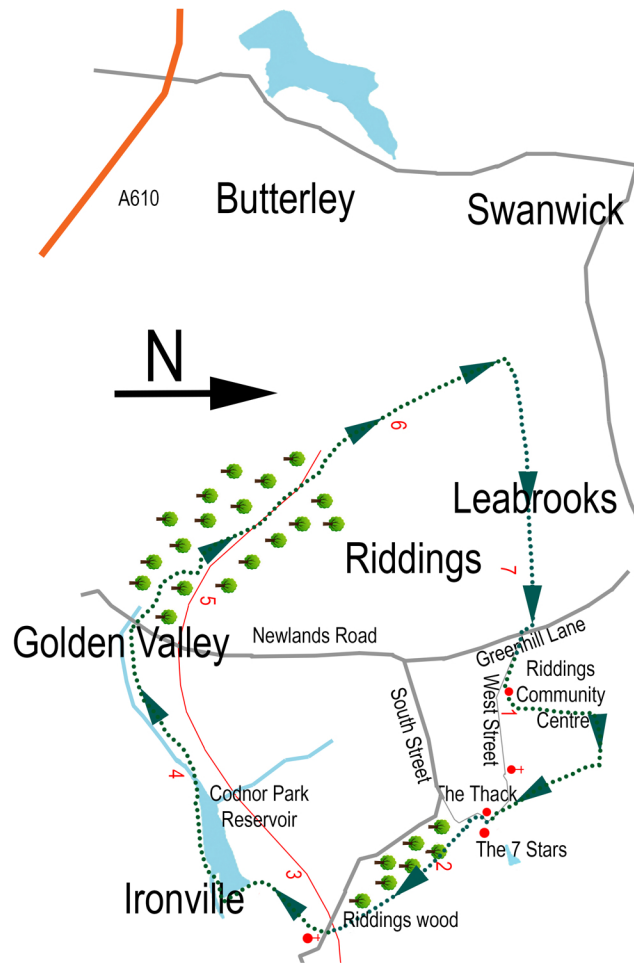 A610
Butterley
Swanwick
N
6
Leabrooks
Riddings
7
5
Newlands Road
Greenhill Lane
Golden Valley
Riddings
Community
Centre
1
West Street
South Street
4
Codnor Park
Reservoir
The Thack
The 7 Stars
2
3
Ironville
Riddings wood